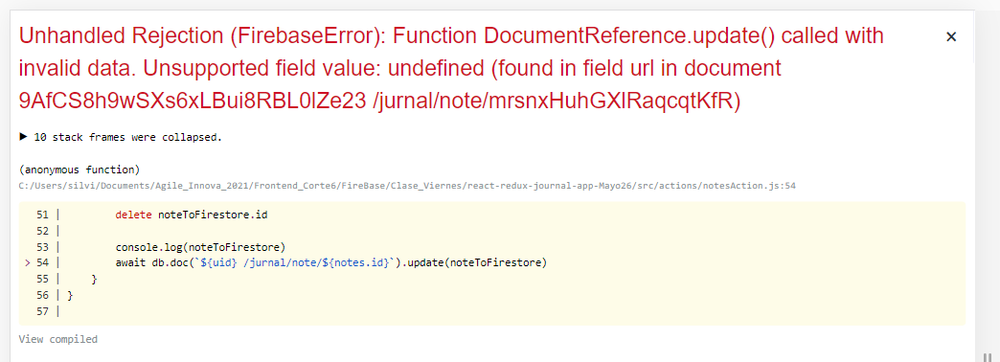 Unhandled Rejection (FirebaseError): Function DocumentReference.update() called with
invalid data. Unsupported field value: undefined (found in field url in document
9AfCS8h9wSXs6xLBui8RBL0lZe23 /jurnal/note/mrsnxHuhGXlRaqcqtKfR)
×
▶ 10 stack frames were collapsed.
(anonymous function)
C:/Users/silvi/Documents/Agile_Innova_2021/Frontend_Corte6/FireBase/Clase_Viernes/react-redux-journal-app-Mayo26/src/actions/notesAction.js:54
51 | delete noteToFirestore.id
52 |
53 | console.log(noteToFirestore)
> 54 | await db.doc(`${uid} /jurnal/note/${notes.id}`).update(noteToFirestore)
55 | }
56 | }
57 |
View compiled